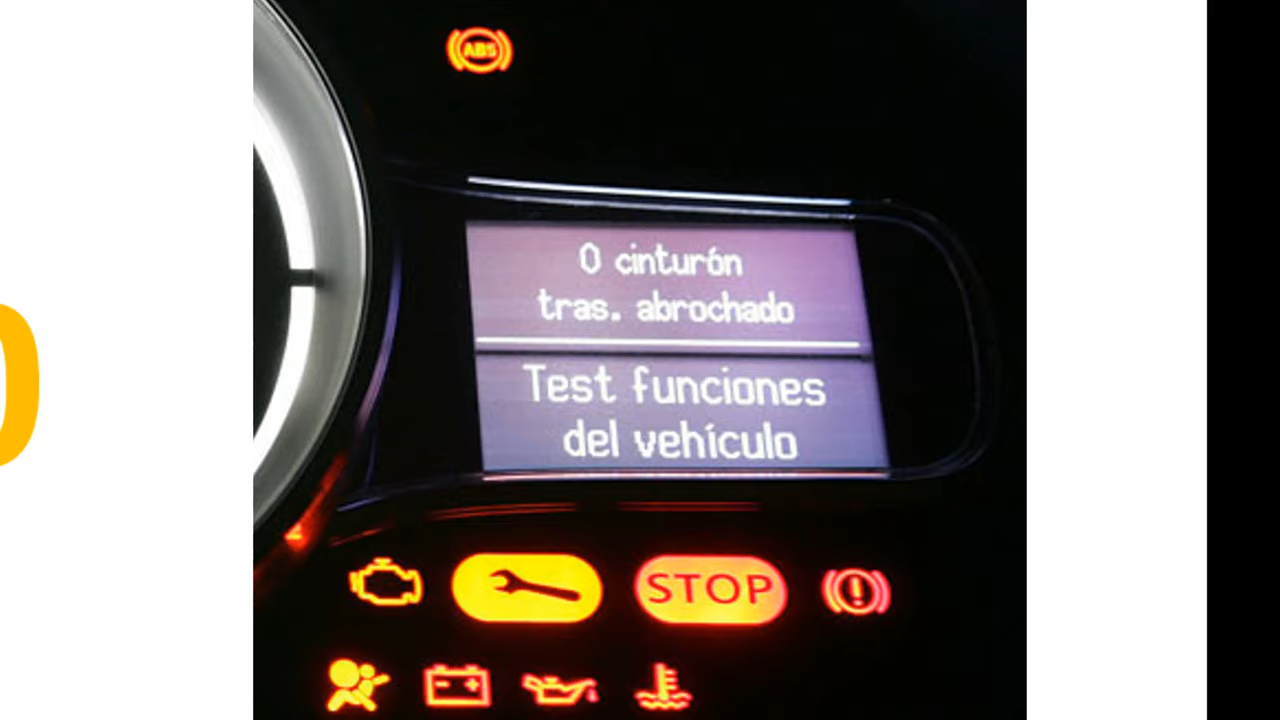 ABS
0 cinturón
tras. abrochado
Test funciones
del vehículo
STOP